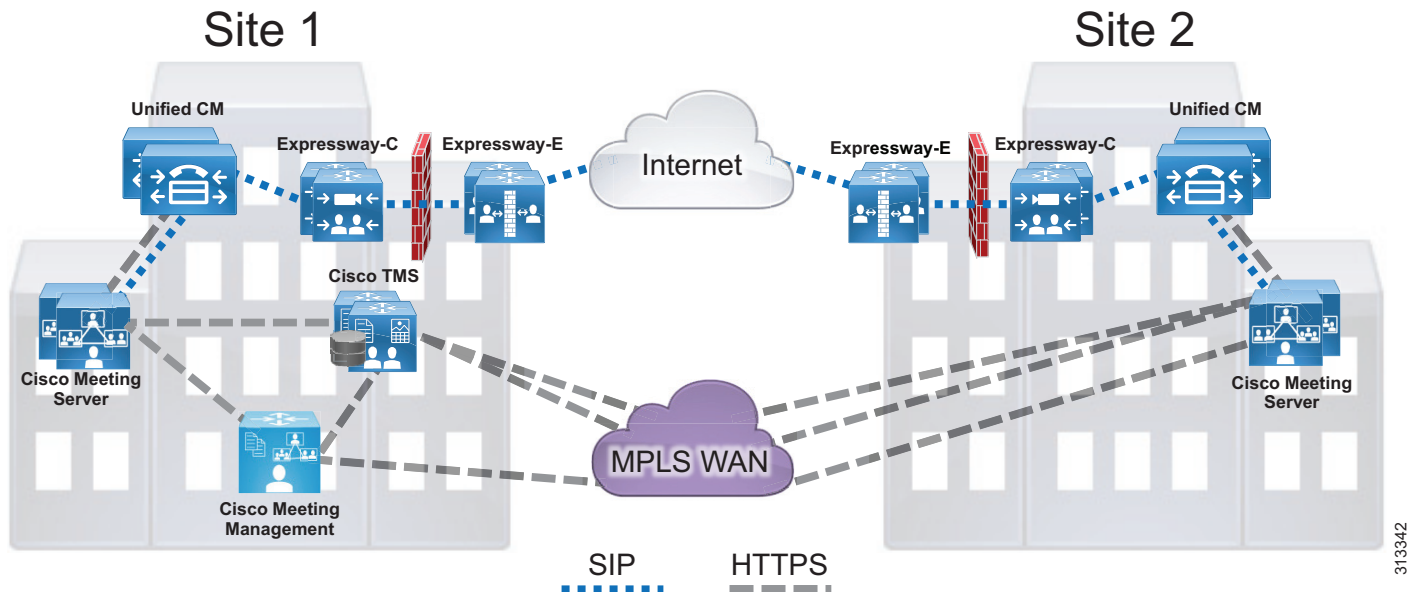 Site 1
Site 2
Unified CM
Expressway-C
Expressway-E
Internet
Expressway-E
Expressway-C
Unified CM
Cisco TMS
Cisco Meeting
Server
Cisco Meeting
Management
MPLS WAN
Cisco Meeting
Server
SIP
HTTPS
313342